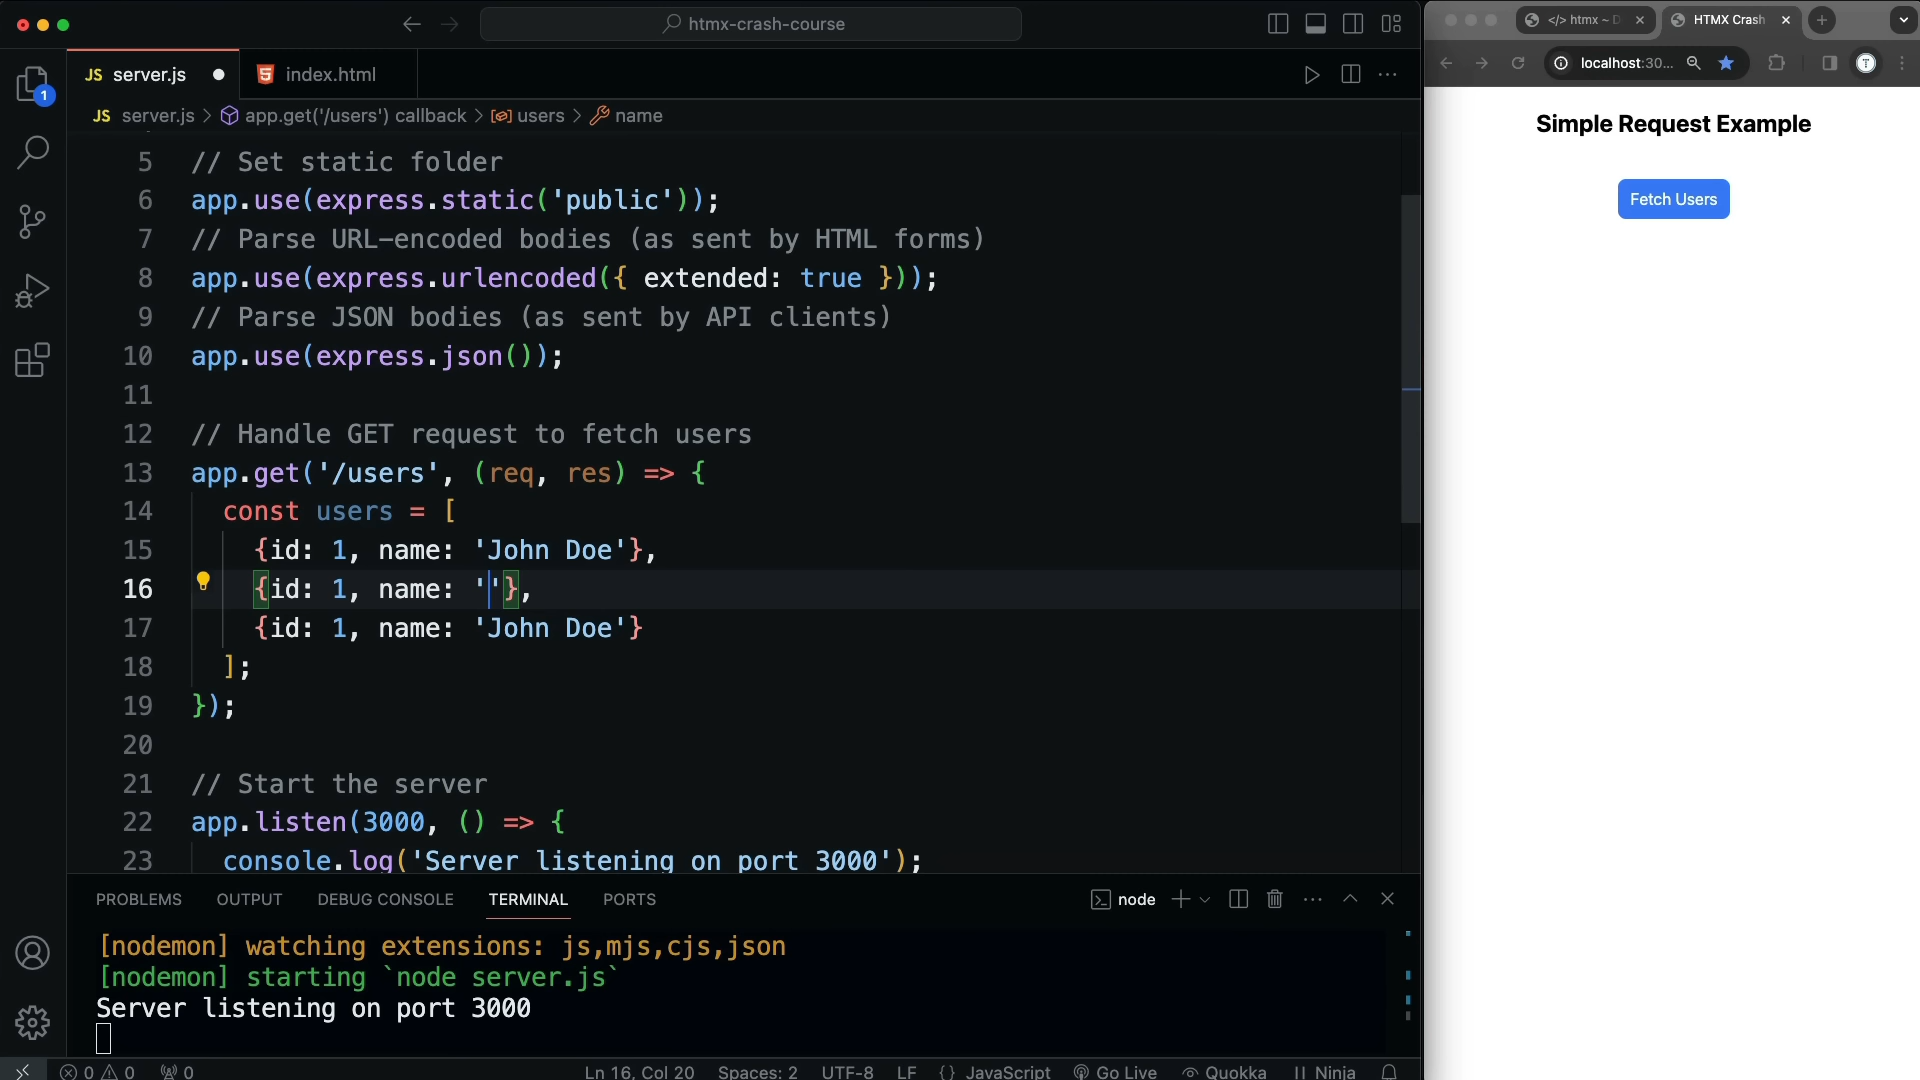 htmx-crash-course
JS server.js
index.html
JS server.js > app.get('/users') callback > users > name
1
5 // Set static folder
6 app.use(express.static('public'));
7 // Parse URL-encoded bodies (as sent by HTML forms)
8 app.use(express.urlencoded({ extended: true }));
9 // Parse JSON bodies (as sent by API clients)
10 app.use(express.json());
11
12 // Handle GET request to fetch users
13 app.get('/users', (req, res) => {
14 const users = [
15 {id: 1, name: 'John Doe'},
16 {id: 1, name: ''},
17 {id: 1, name: 'John Doe'}
18 ];
19 });
20
21 // Start the server
22 app.listen(3000, () => {
23 console.log('Server listening on port 3000');
PROBLEMS OUTPUT DEBUG CONSOLE TERMINAL PORTS
node
[nodemon] watching extensions: js,mjs,cjs,json
[nodemon] starting `node server.js`
Server listening on port 3000
0 0 0
Ln 16, Col 20 Spaces: 2 UTF-8 LF {} JavaScript Go Live Quokka Ninja
</> htmx ~ D
HTMX Crash
localhost:30...
T
Simple Request Example
Fetch Users